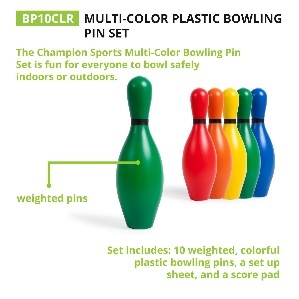 BP10CLR MULTI-COLOR PLASTIC BOWLING
PIN SET
The Champion Sports Multi-Color Bowling Pin
Set is fun for everyone to bowl safely
indoors or outdoors.
weighted pins
Set includes: 10 weighted, colorful
plastic bowling pins, a set up
sheet, and a score pad